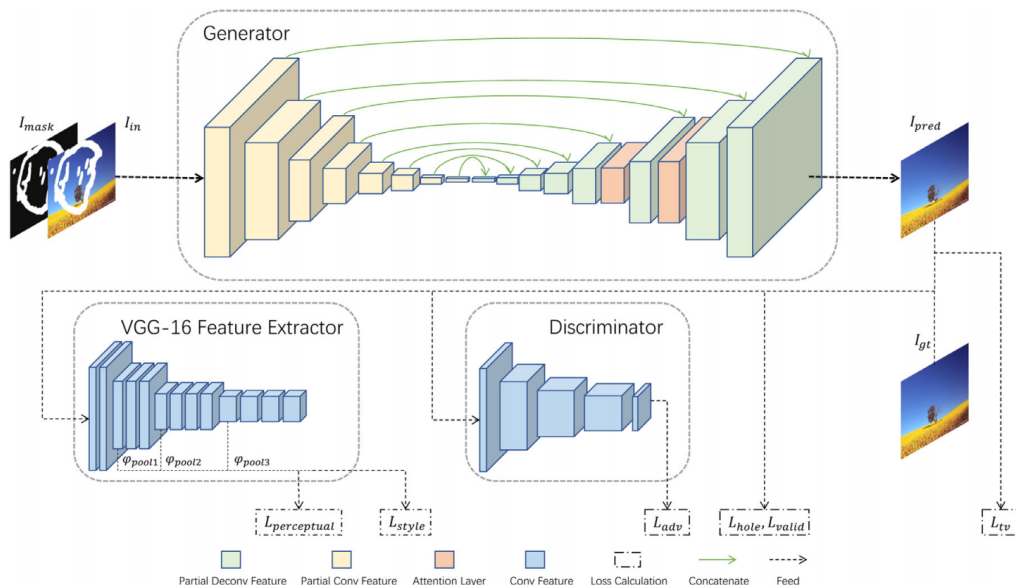 Generator
I_mask
I_in
I_pred
VGG-16 Feature Extractor
Discriminator
I_gt
φ_pool1
φ_pool2
φ_pool3
L_perceptual
L_style
L_adv
L_hole, L_valid
L_tv
Partial Deconv Feature
Partial Conv Feature
Attention Layer
Conv Feature
Loss Calculation
Concatenate
Feed